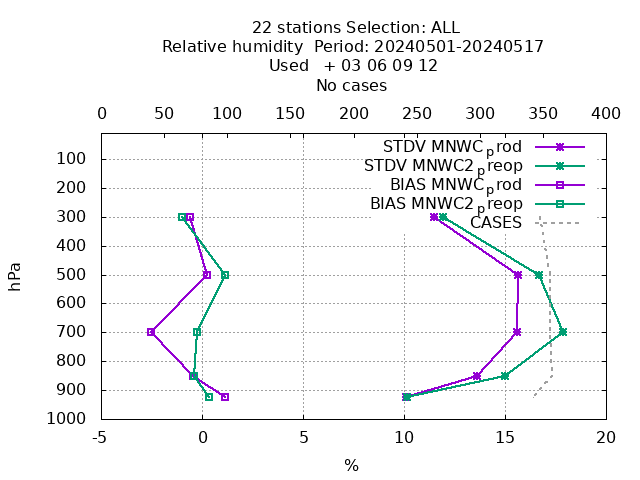 22 stations Selection: ALL
Relative humidity  Period: 20240501-20240517
Used   + 03 06 09 12
No cases
0 50 100 150 200 250 300 350 400
STDV MNWC_prod
STDV MNWC2_preop
BIAS MNWC_prod
BIAS MNWC2_preop
CASES
100
200
300
400
500
600
700
800
900
1000
hPa
-5 0 5 10 15 20
%